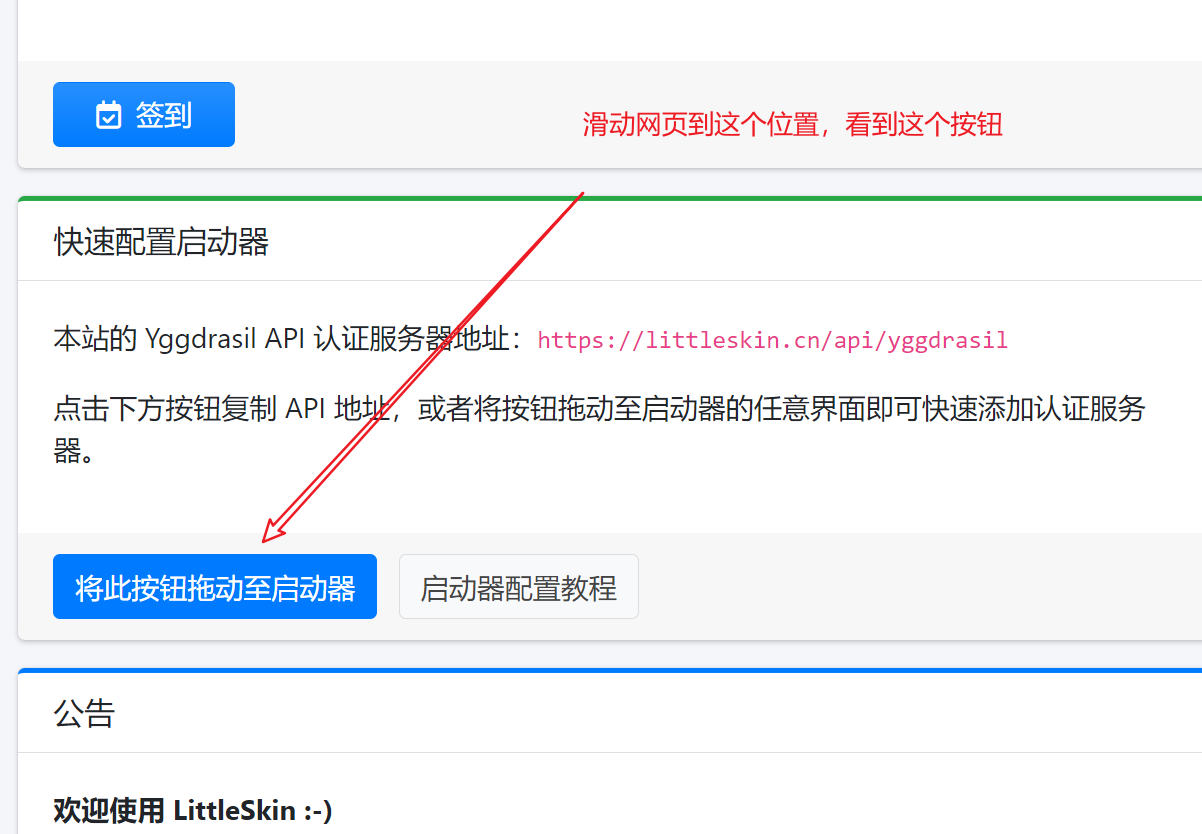 签到
滑动网页到这个位置，看到这个按钮
快速配置启动器
本站的 Yggdrasil API 认证服务器地址：https://littleskin.cn/api/yggdrasil
点击下方按钮复制 API 地址，或者将按钮拖动至启动器的任意界面即可快速添加认证服务
器。
将此按钮拖动至启动器
启动器配置教程
公告
欢迎使用 LittleSkin :-)